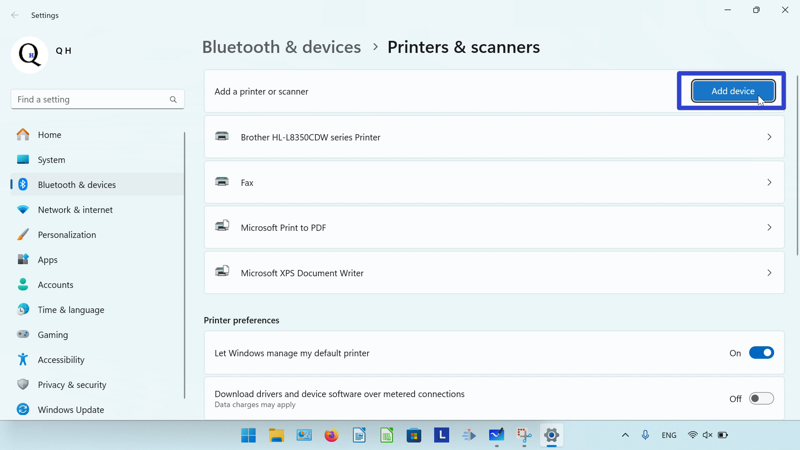 Settings
Q H
Q H
Find a setting
Home
System
Bluetooth & devices
Network & internet
Personalization
Apps
Accounts
Time & language
Gaming
Accessibility
Privacy & security
Windows Update
Bluetooth & devices > Printers & scanners
Add a printer or scanner
Add device
Brother HL-L8350CDW series Printer
Fax
Microsoft Print to PDF
Microsoft XPS Document Writer
Printer preferences
Let Windows manage my default printer
On
Download drivers and device software over metered connections
Data charges may apply
Off
L
ENG